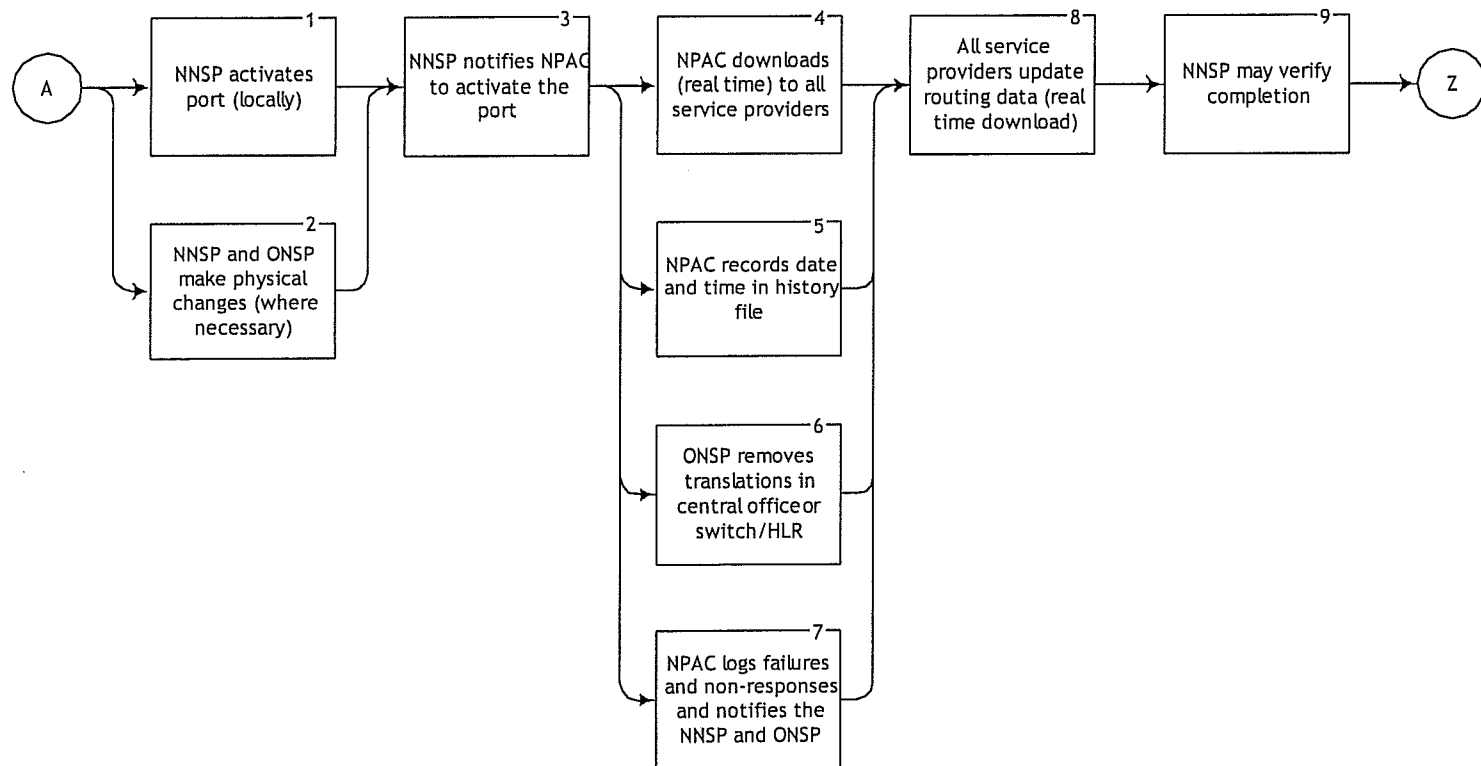 A
1
NNSP activates
port (locally)
2
NNSP and ONSP
make physical
changes (where
necessary)
3
NNSP notifies NPAC
to activate the
port
4
NPAC downloads
(real time) to all
service providers
5
NPAC records date
and time in history
file
6
ONSP removes
translations in
central office or
switch/HLR
7
NPAC logs failures
and non-responses
and notifies the
NNSP and ONSP
8
All service
providers update
routing data (real
time download)
9
NNSP may verify
completion
Z